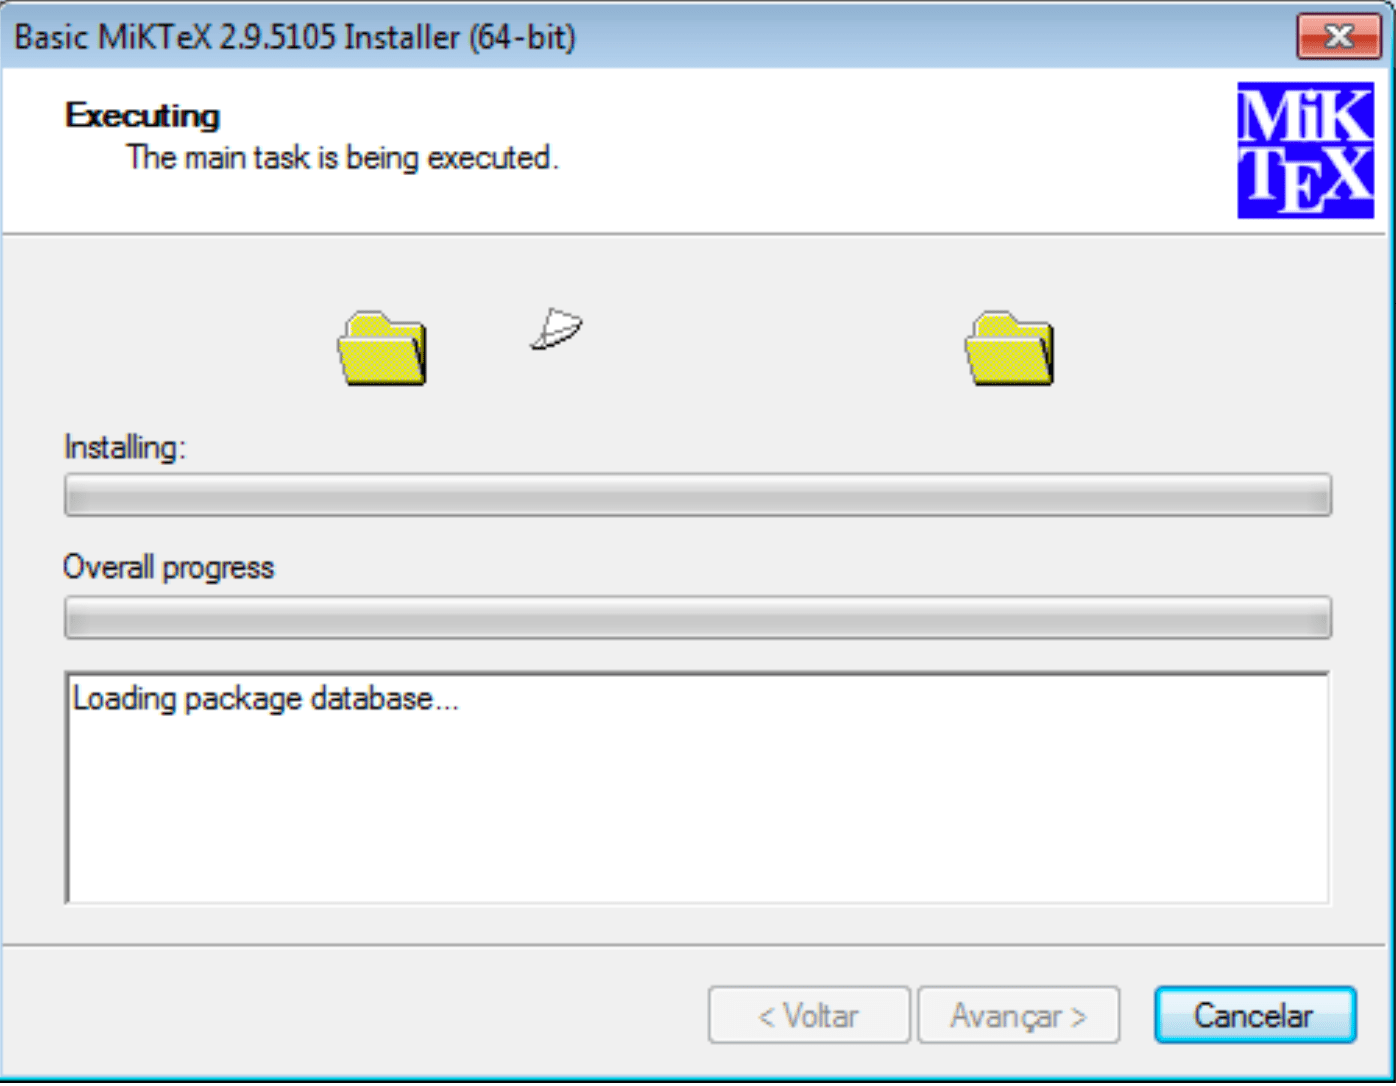 Basic MiKTeX 2.9.5105 Installer (64-bit)
Executing
The main task is being executed.
MiK
TEX
Installing:
Overall progress
Loading package database...
< Voltar
Avançar >
Cancelar